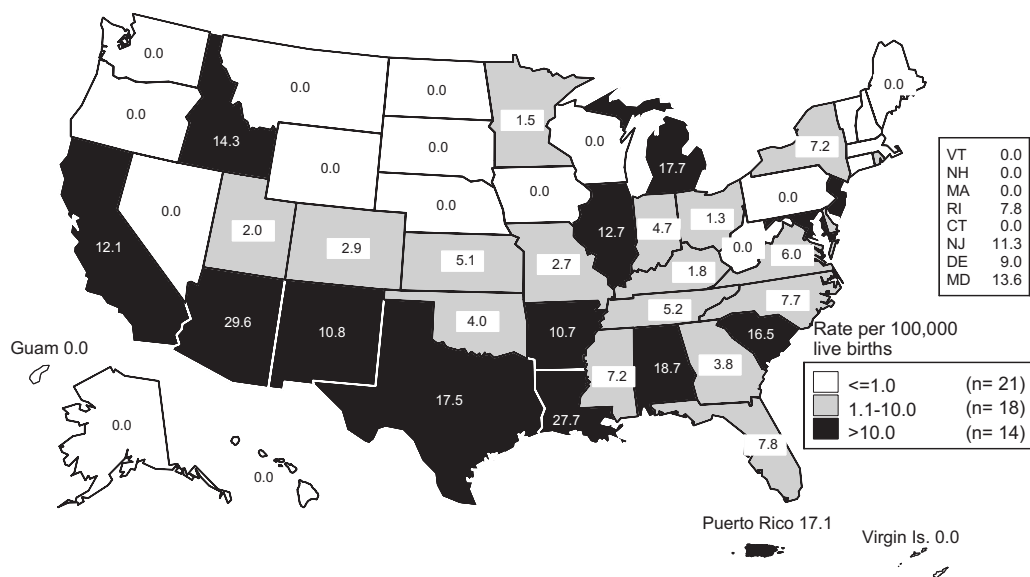 0.0
0.0
0.0
1.5
0.0
0.0
7.2
0.0
14.3
0.0
0.0
17.7
0.0
0.0
0.0
0.0
12.1
2.0
2.9
5.1
2.7
12.7
4.7
1.3
0.0
6.0
1.8
7.7
5.2
29.6
10.8
4.0
10.7
16.5
7.2
18.7
3.8
17.5
27.7
7.8
VT 0.0
NH 0.0
MA 0.0
RI 7.8
CT 0.0
NJ 11.3
DE 9.0
MD 13.6
Rate per 100,000
live births
<=1.0 (n= 21)
1.1-10.0 (n= 18)
>10.0 (n= 14)
Guam 0.0
0.0
0.0
Puerto Rico 17.1
Virgin Is. 0.0